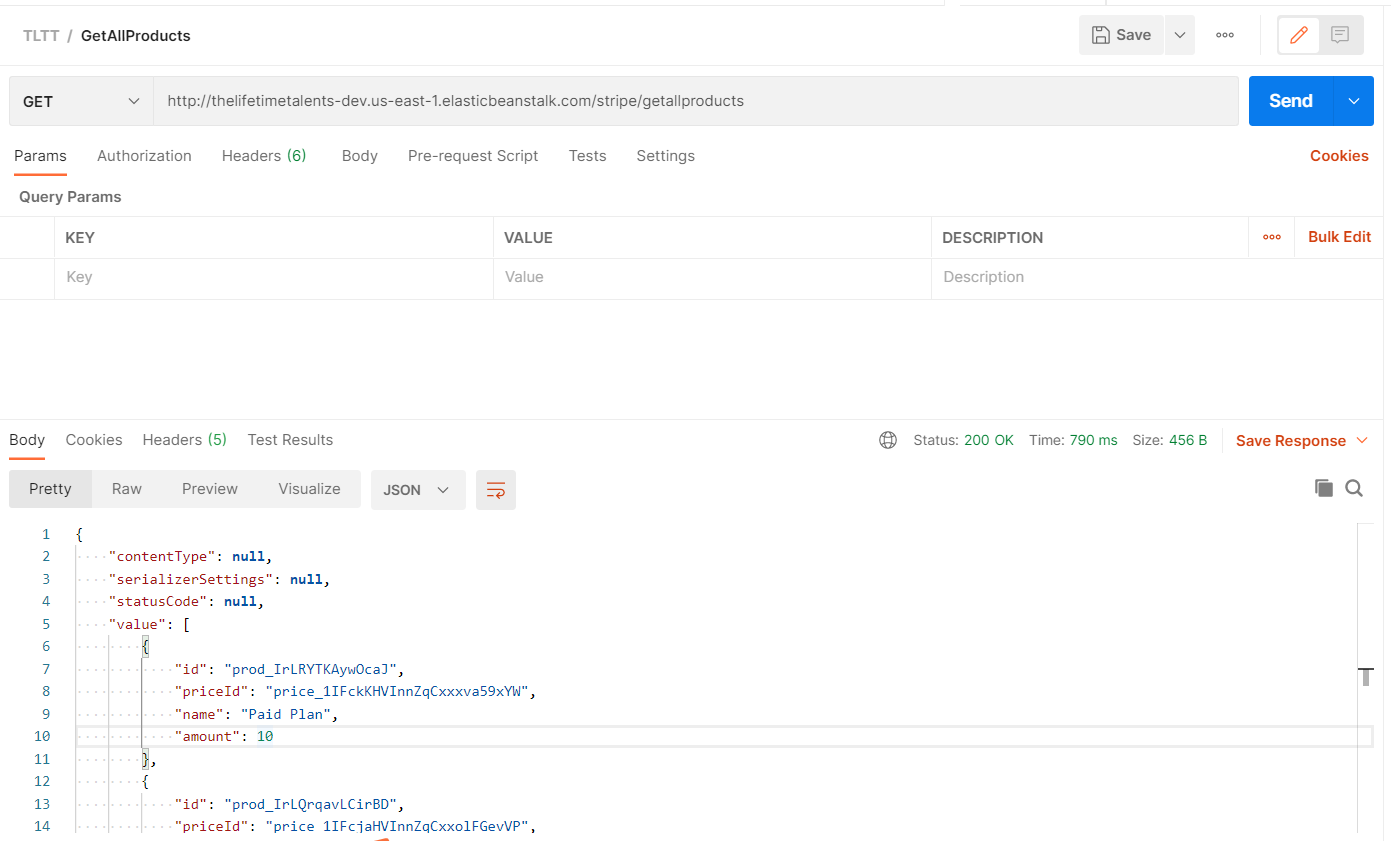 TLTT / GetAllProducts
Save
GET
http://thelifetimetalents-dev.us-east-1.elasticbeanstalk.com/stripe/getallproducts
Send
Params Authorization Headers (6) Body Pre-request Script Tests Settings Cookies
Query Params
KEY VALUE DESCRIPTION Bulk Edit
Key Value Description
Body Cookies Headers (5) Test Results Status: 200 OK Time: 790 ms Size: 456 B Save Response
Pretty Raw Preview Visualize JSON
1 {
2 "contentType": null,
3 "serializerSettings": null,
4 "statusCode": null,
5 "value": [
6 {
7 "id": "prod_IrLRYTKAywOcaJ",
8 "priceId": "price_1IFckKHVInnZqCxxxva59xYW",
9 "name": "Paid Plan",
10 "amount": 10
11 },
12 {
13 "id": "prod_IrLQrqavLCirBD",
14 "priceId": "price_1IFcjaHVInnZqCxxolFGevVP",